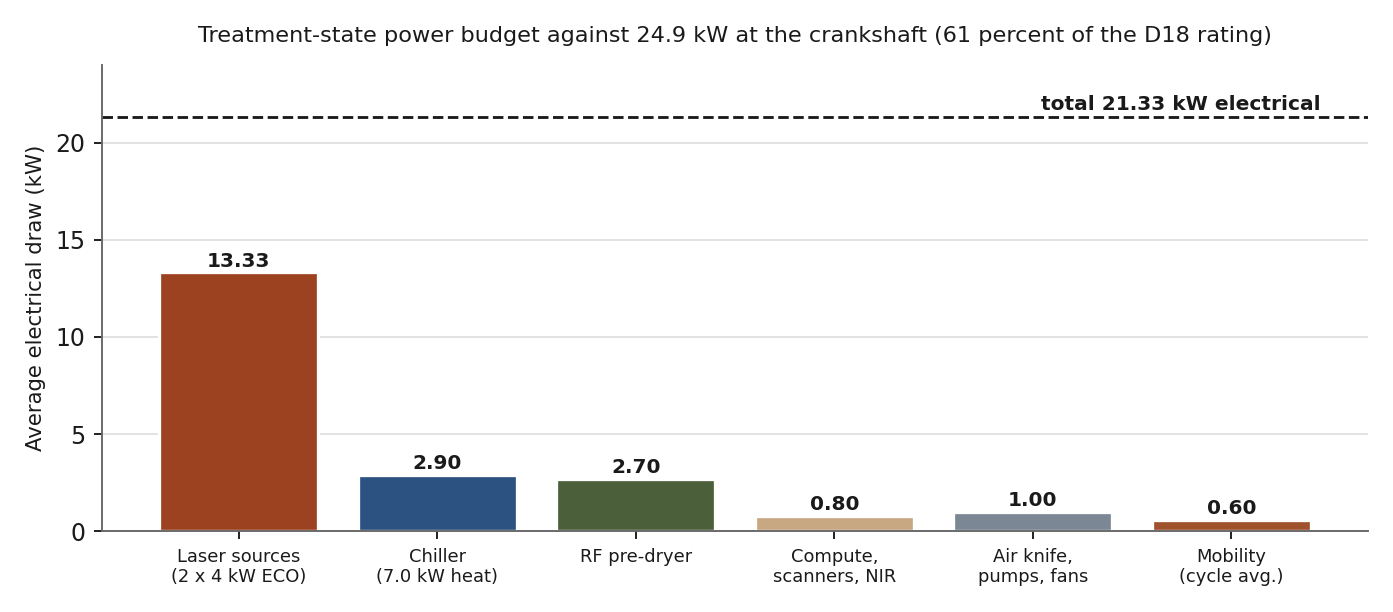 Treatment-state power budget against 24.9 kW at the crankshaft (61 percent of the D18 rating)
total 21.33 kW electrical
Average electrical draw (kW)
20
15
10
5
0
13.33
2.90
2.70
0.80
1.00
0.60
Laser sources
(2 x 4 kW ECO)
Chiller
(7.0 kW heat)
RF pre-dryer
Compute,
scanners, NIR
Air knife,
pumps, fans
Mobility
(cycle avg.)